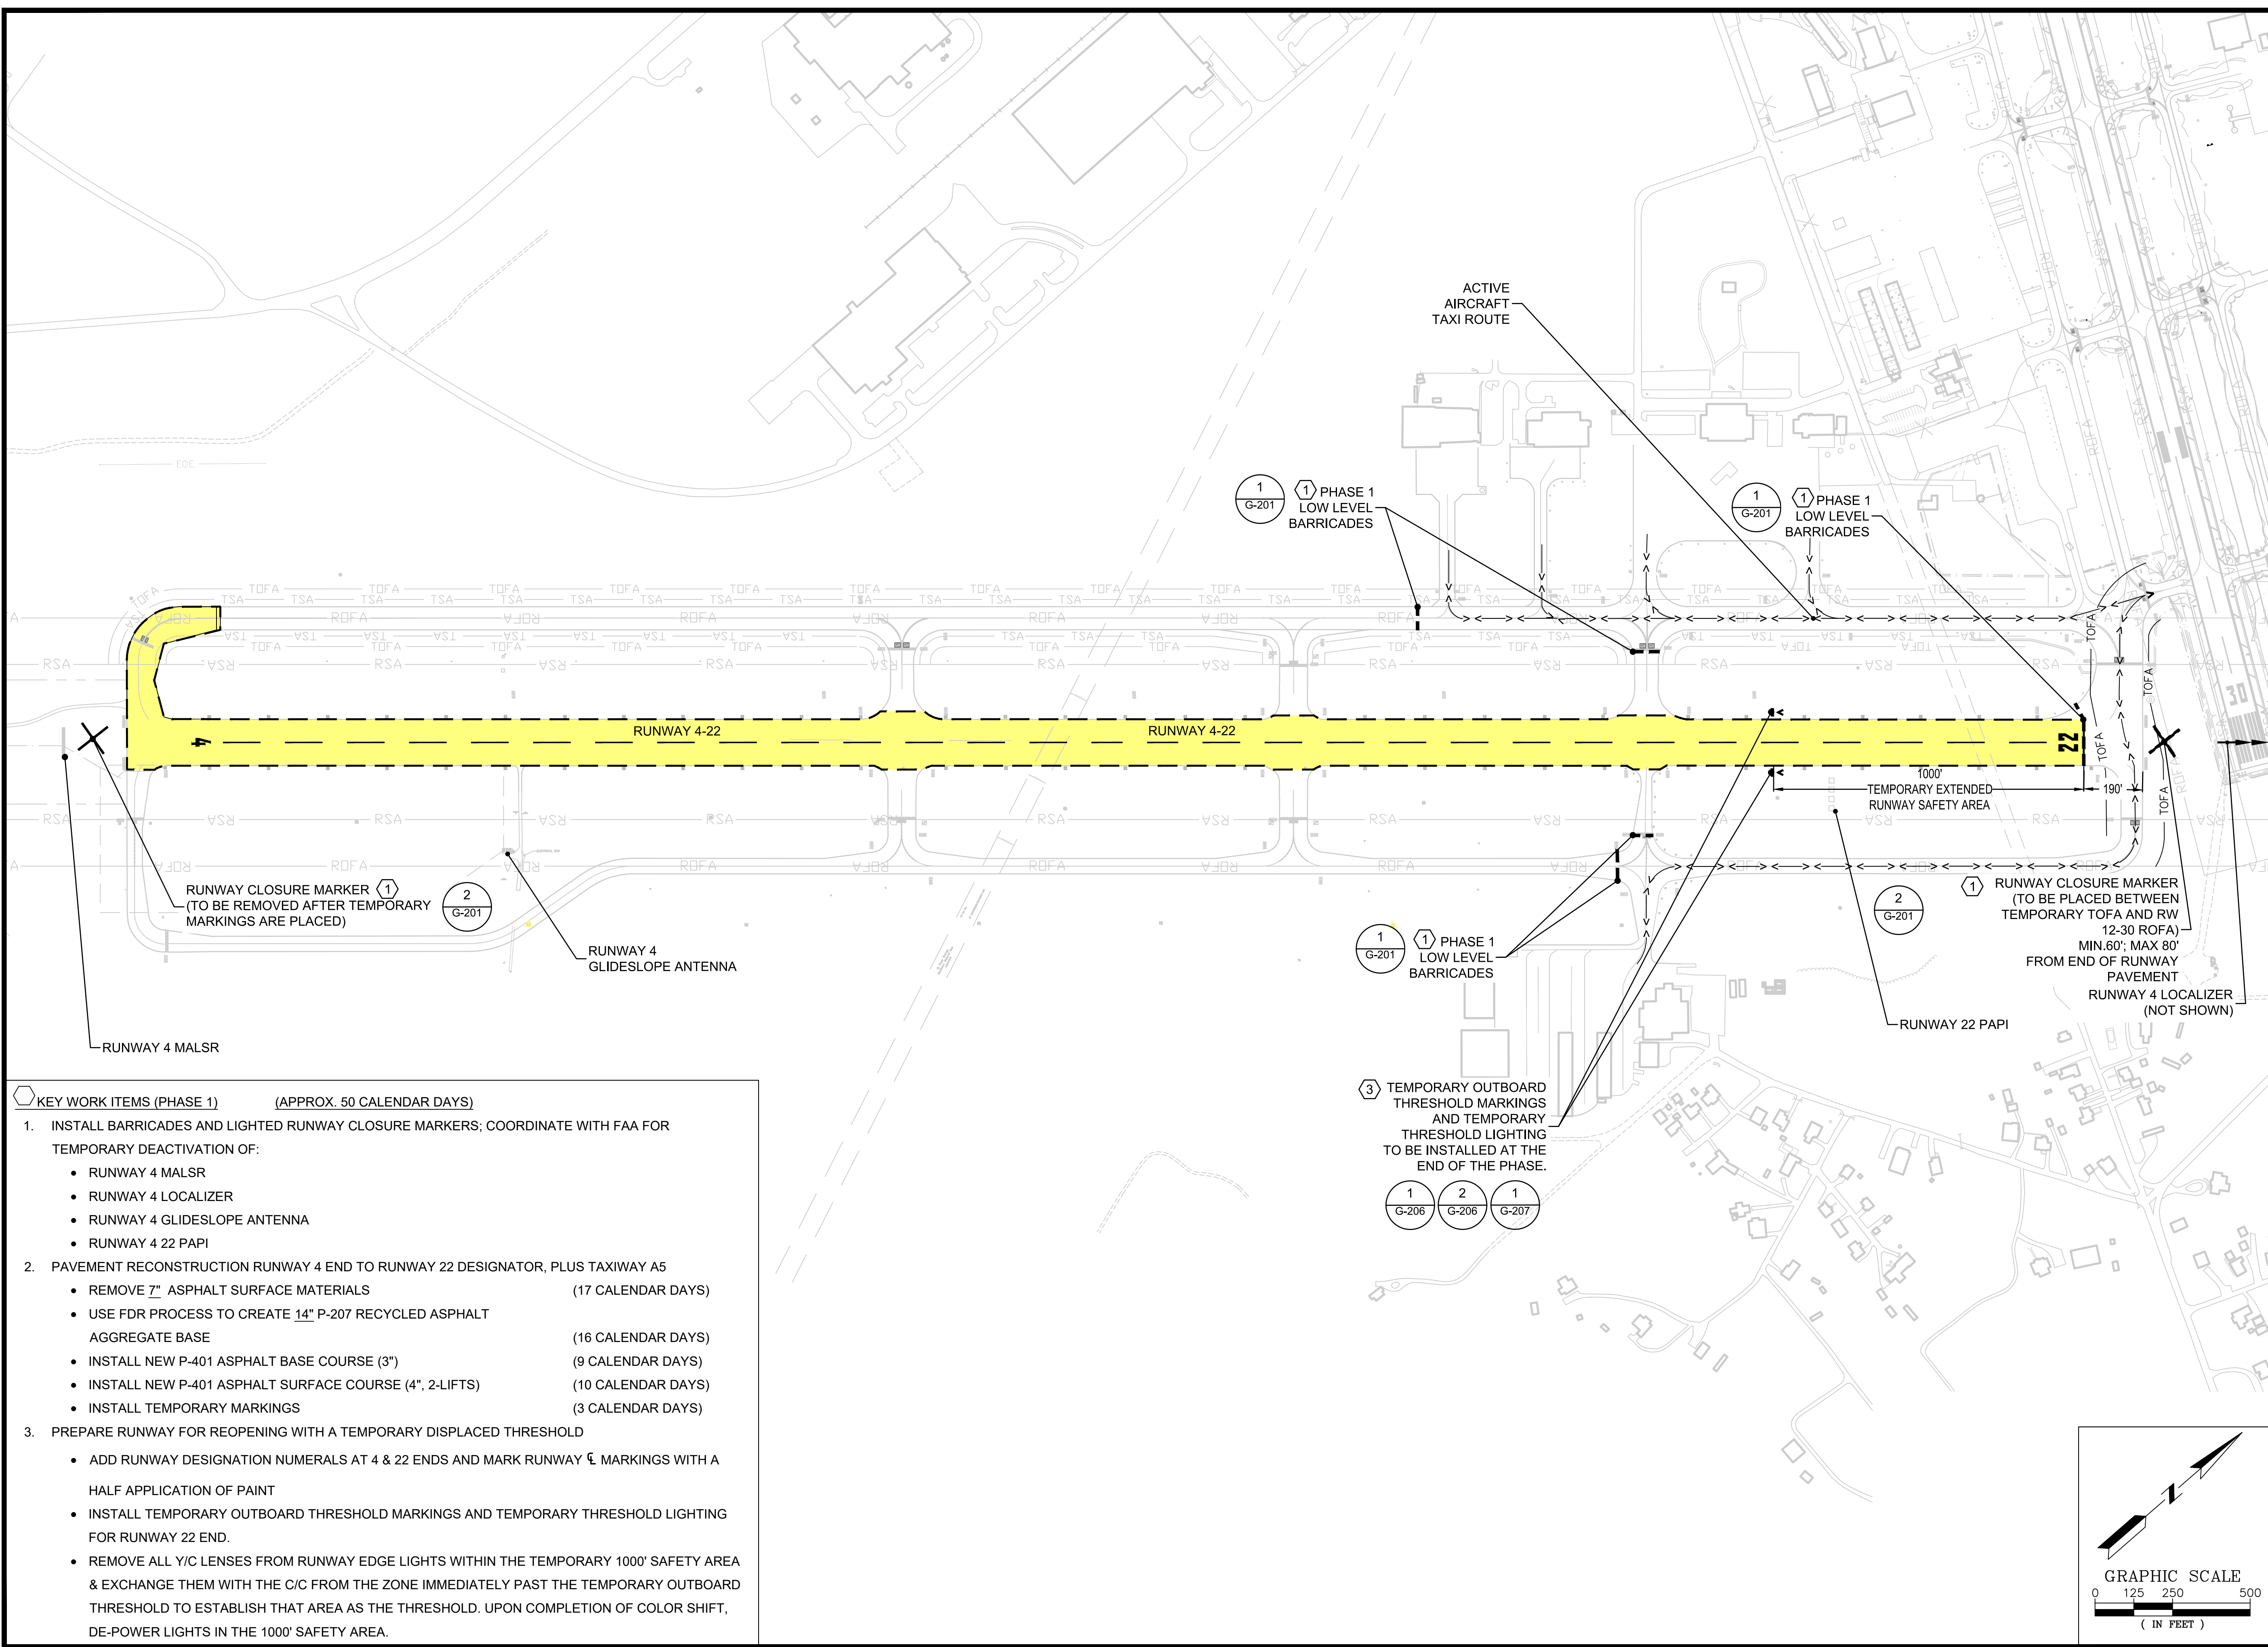 ACTIVE
AIRCRAFT
TAXI ROUTE
1
G-201
1 PHASE 1
LOW LEVEL
BARRICADES
1
G-201
1 PHASE 1
LOW LEVEL
BARRICADES
303
TOFA
TSA
ROFA
RSA
4
RUNWAY 4-22
RUNWAY 4-22
22
30
1000'
TEMPORARY EXTENDED
RUNWAY SAFETY AREA
190'
RUNWAY CLOSURE MARKER 1
(TO BE REMOVED AFTER TEMPORARY
MARKINGS ARE PLACED)
2
G-201
RUNWAY 4
GLIDESLOPE ANTENNA
RUNWAY 4 MALSR
1
G-201
1 PHASE 1
LOW LEVEL
BARRICADES
2
G-201
1 RUNWAY CLOSURE MARKER
(TO BE PLACED BETWEEN
TEMPORARY TOFA AND RW
12-30 ROFA)
MIN.60'; MAX 80'
FROM END OF RUNWAY
PAVEMENT
RUNWAY 4 LOCALIZER
(NOT SHOWN)
RUNWAY 22 PAPI
3 TEMPORARY OUTBOARD
THRESHOLD MARKINGS
AND TEMPORARY
THRESHOLD LIGHTING
TO BE INSTALLED AT THE
END OF THE PHASE.
1
G-206
2
G-206
1
G-207
KEY WORK ITEMS (PHASE 1) (APPROX. 50 CALENDAR DAYS)
1. INSTALL BARRICADES AND LIGHTED RUNWAY CLOSURE MARKERS; COORDINATE WITH FAA FOR
TEMPORARY DEACTIVATION OF:
• RUNWAY 4 MALSR
• RUNWAY 4 LOCALIZER
• RUNWAY 4 GLIDESLOPE ANTENNA
• RUNWAY 4 22 PAPI
2. PAVEMENT RECONSTRUCTION RUNWAY 4 END TO RUNWAY 22 DESIGNATOR, PLUS TAXIWAY A5
• REMOVE 7" ASPHALT SURFACE MATERIALS (17 CALENDAR DAYS)
• USE FDR PROCESS TO CREATE 14" P-207 RECYCLED ASPHALT
AGGREGATE BASE (16 CALENDAR DAYS)
• INSTALL NEW P-401 ASPHALT BASE COURSE (3") (9 CALENDAR DAYS)
• INSTALL NEW P-401 ASPHALT SURFACE COURSE (4", 2-LIFTS) (10 CALENDAR DAYS)
• INSTALL TEMPORARY MARKINGS (3 CALENDAR DAYS)
3. PREPARE RUNWAY FOR REOPENING WITH A TEMPORARY DISPLACED THRESHOLD
• ADD RUNWAY DESIGNATION NUMERALS AT 4 & 22 ENDS AND MARK RUNWAY ℄ MARKINGS WITH A
HALF APPLICATION OF PAINT
• INSTALL TEMPORARY OUTBOARD THRESHOLD MARKINGS AND TEMPORARY THRESHOLD LIGHTING
FOR RUNWAY 22 END.
• REMOVE ALL Y/C LENSES FROM RUNWAY EDGE LIGHTS WITHIN THE TEMPORARY 1000' SAFETY AREA
& EXCHANGE THEM WITH THE C/C FROM THE ZONE IMMEDIATELY PAST THE TEMPORARY OUTBOARD
THRESHOLD TO ESTABLISH THAT AREA AS THE THRESHOLD. UPON COMPLETION OF COLOR SHIFT,
DE-POWER LIGHTS IN THE 1000' SAFETY AREA.
N
GRAPHIC SCALE
0 125 250 500
( IN FEET )